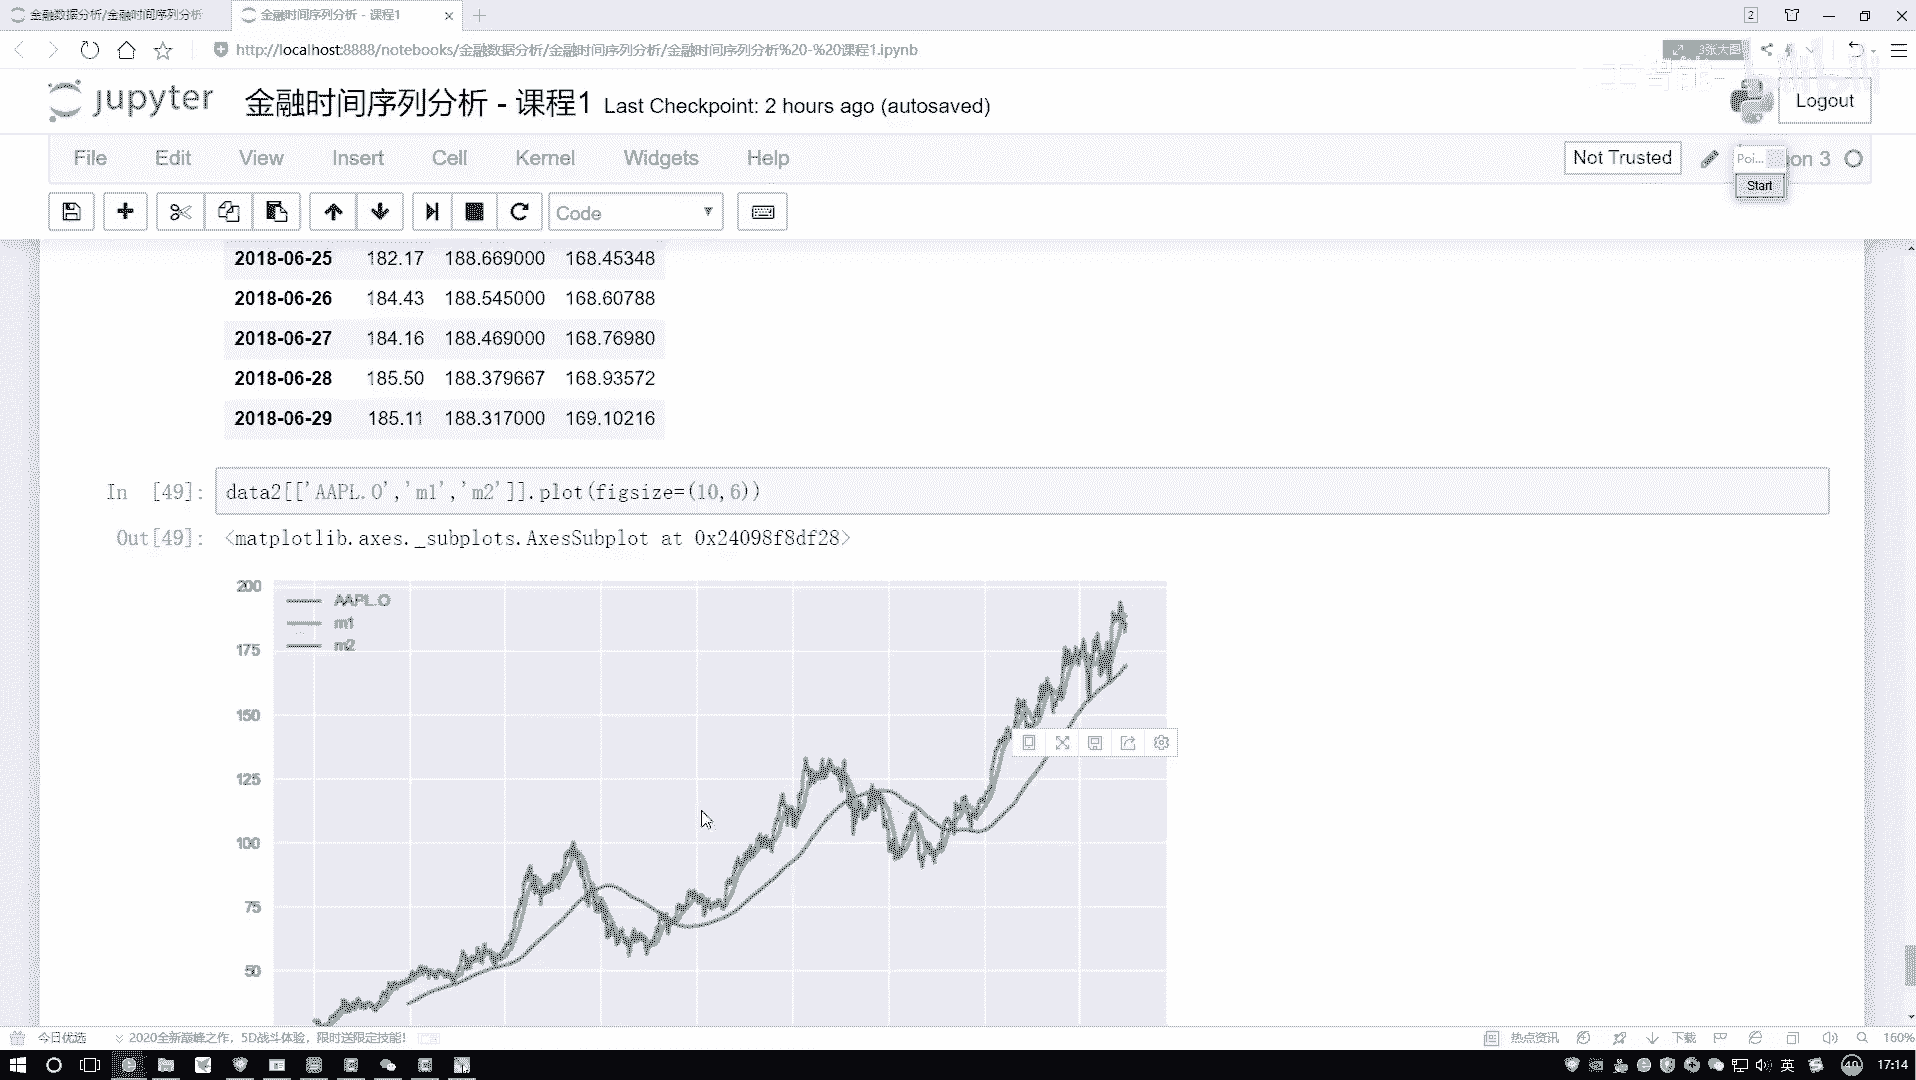 金融数据分析/金融时间序列分析
金融时间序列分析 - 课程1
2
http://localhost:8888/notebooks/金融数据分析/金融时间序列分析/金融时间序列分析%20-%20课程1.ipynb
3张大图
jupyter
金融时间序列分析 - 课程1 Last Checkpoint: 2 hours ago (autosaved)
Logout
File Edit View Insert Cell Kernel Widgets Help
Not Trusted
Poi...
on 3
Start
Code
2018-06-25 182.17 188.669000 168.45348
2018-06-26 184.43 188.545000 168.60788
2018-06-27 184.16 188.469000 168.76980
2018-06-28 185.50 188.379667 168.93572
2018-06-29 185.11 188.317000 169.10216
In [49]: data2[['AAPL.O','m1','m2']].plot(figsize=(10,6))
Out[49]: <matplotlib.axes._subplots.AxesSubplot at 0x24098f8df28>
200
AAPL.O
m1
m2
175
150
125
100
75
50
今日优选
2020全新巅峰之作，5D战斗体验，限时送限定技能！
热点资讯
下载
160%
英
49
17:14